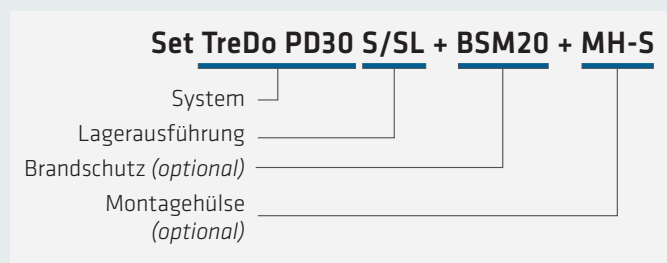 Set TreDo PD30 S/SL + BSM20 + MH-S
System
Lagerausführung
Brandschutz (optional)
Montagehülse
(optional)